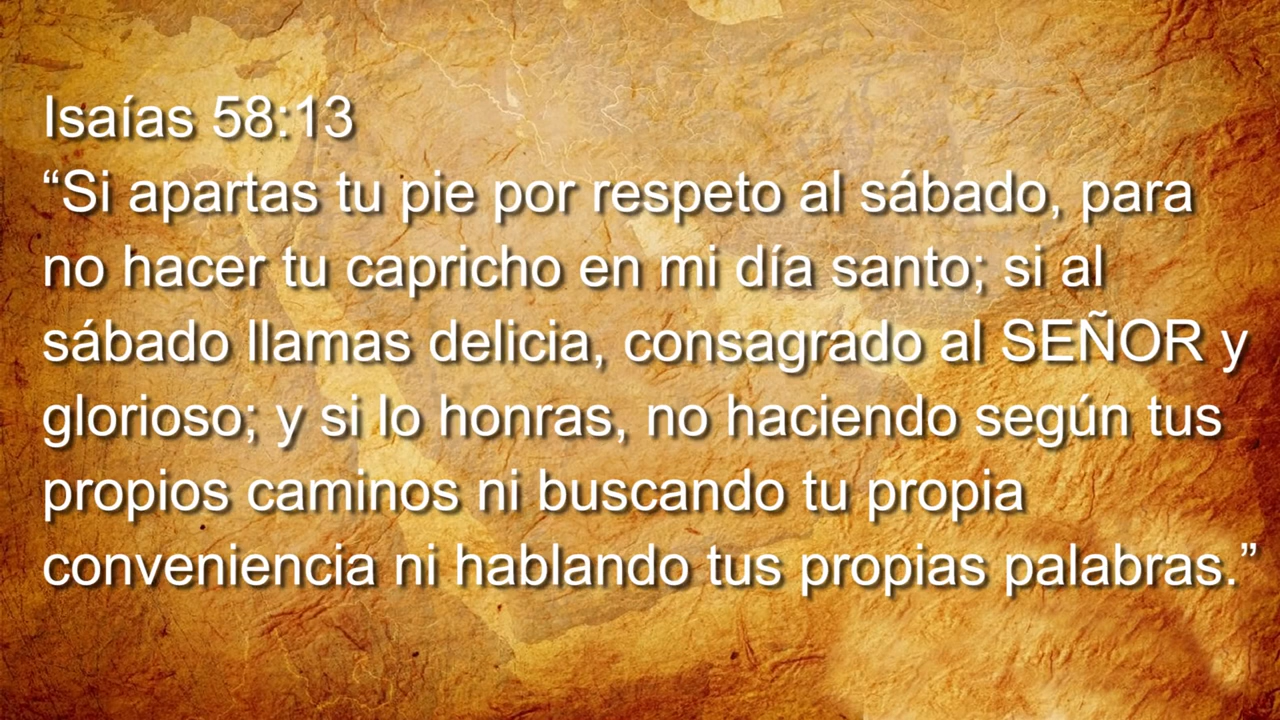 Isaías 58:13
“Si apartas tu pie por respeto al sábado, para
no hacer tu capricho en mi día santo; si al
sábado llamas delicia, consagrado al SEÑOR y
glorioso; y si lo honras, no haciendo según tus
propios caminos ni buscando tu propia
conveniencia ni hablando tus propias palabras.”